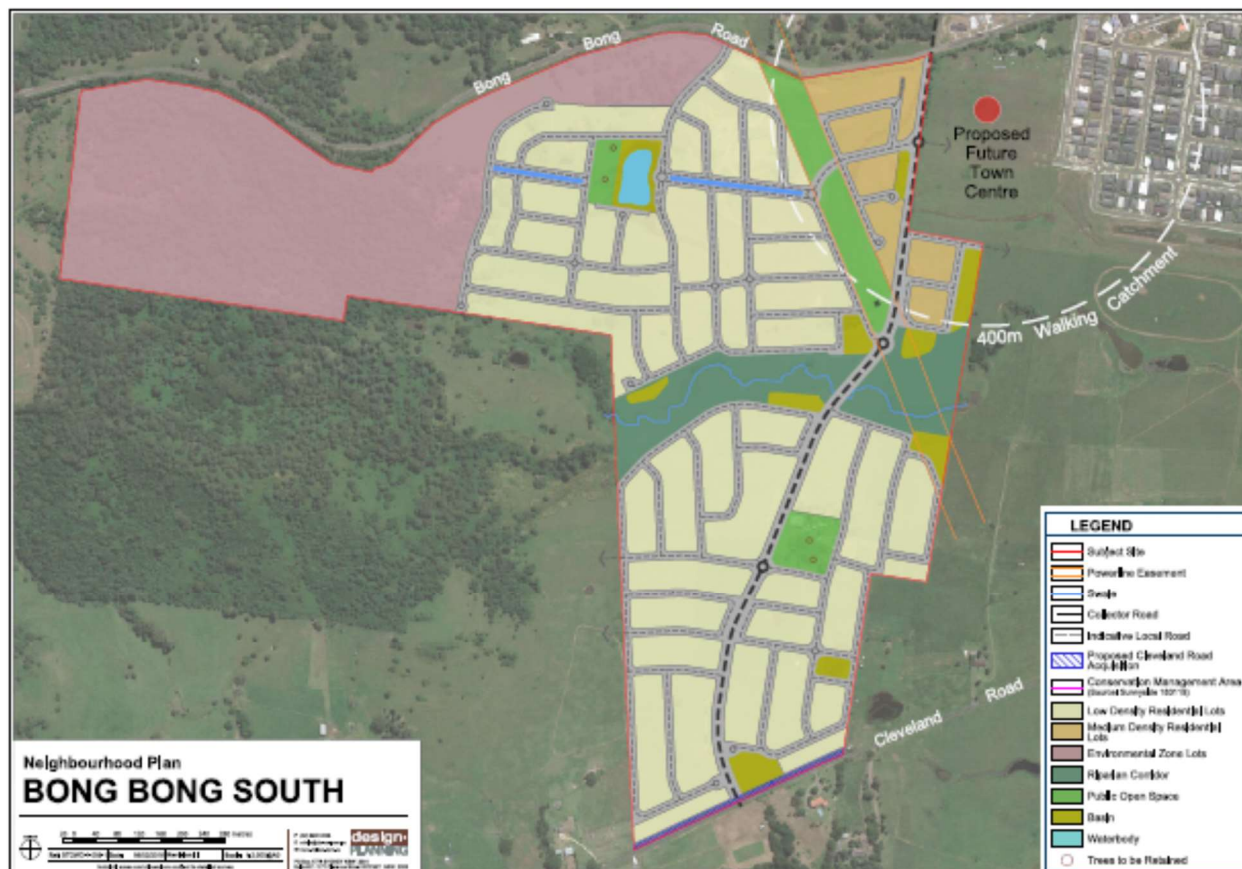 Bong Bong Road
Proposed
Future
Town
Centre
400m Walking Catchment
Cleveland Road
LEGEND
Subject Site
Powerline Easement
Swale
Collector Road
Indicative Local Road
Proposed Cleveland Road
Acquisition
Conservation Management Area
Low Density Residential Lots
Medium Density Residential
Lots
Environmental Zone Lots
Riparian Corridor
Public Open Space
Basin
Waterbody
Trees to be Retained
Neighbourhood Plan
BONG BONG SOUTH
design+
PLANNING